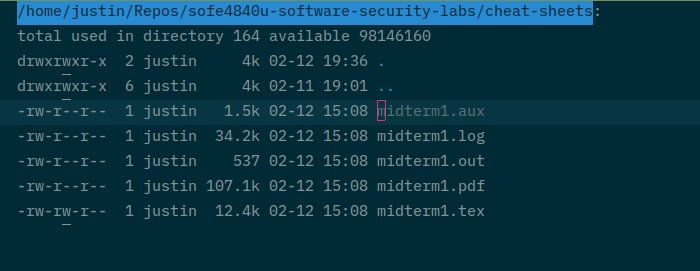 /home/justin/Repos/sofe4840u-software-security-labs/cheat-sheets:
total used in directory 164 available 98146160
drwxrwxr-x  2 justin     4k 02-12 19:36 .
drwxrwxr-x  6 justin     4k 02-11 19:01 ..
-rw-r--r--  1 justin   1.5k 02-12 15:08 midterm1.aux
-rw-r--r--  1 justin  34.2k 02-12 15:08 midterm1.log
-rw-r--r--  1 justin    537 02-12 15:08 midterm1.out
-rw-r--r--  1 justin 107.1k 02-12 15:08 midterm1.pdf
-rw-rw-r--  1 justin  12.4k 02-12 15:08 midterm1.tex